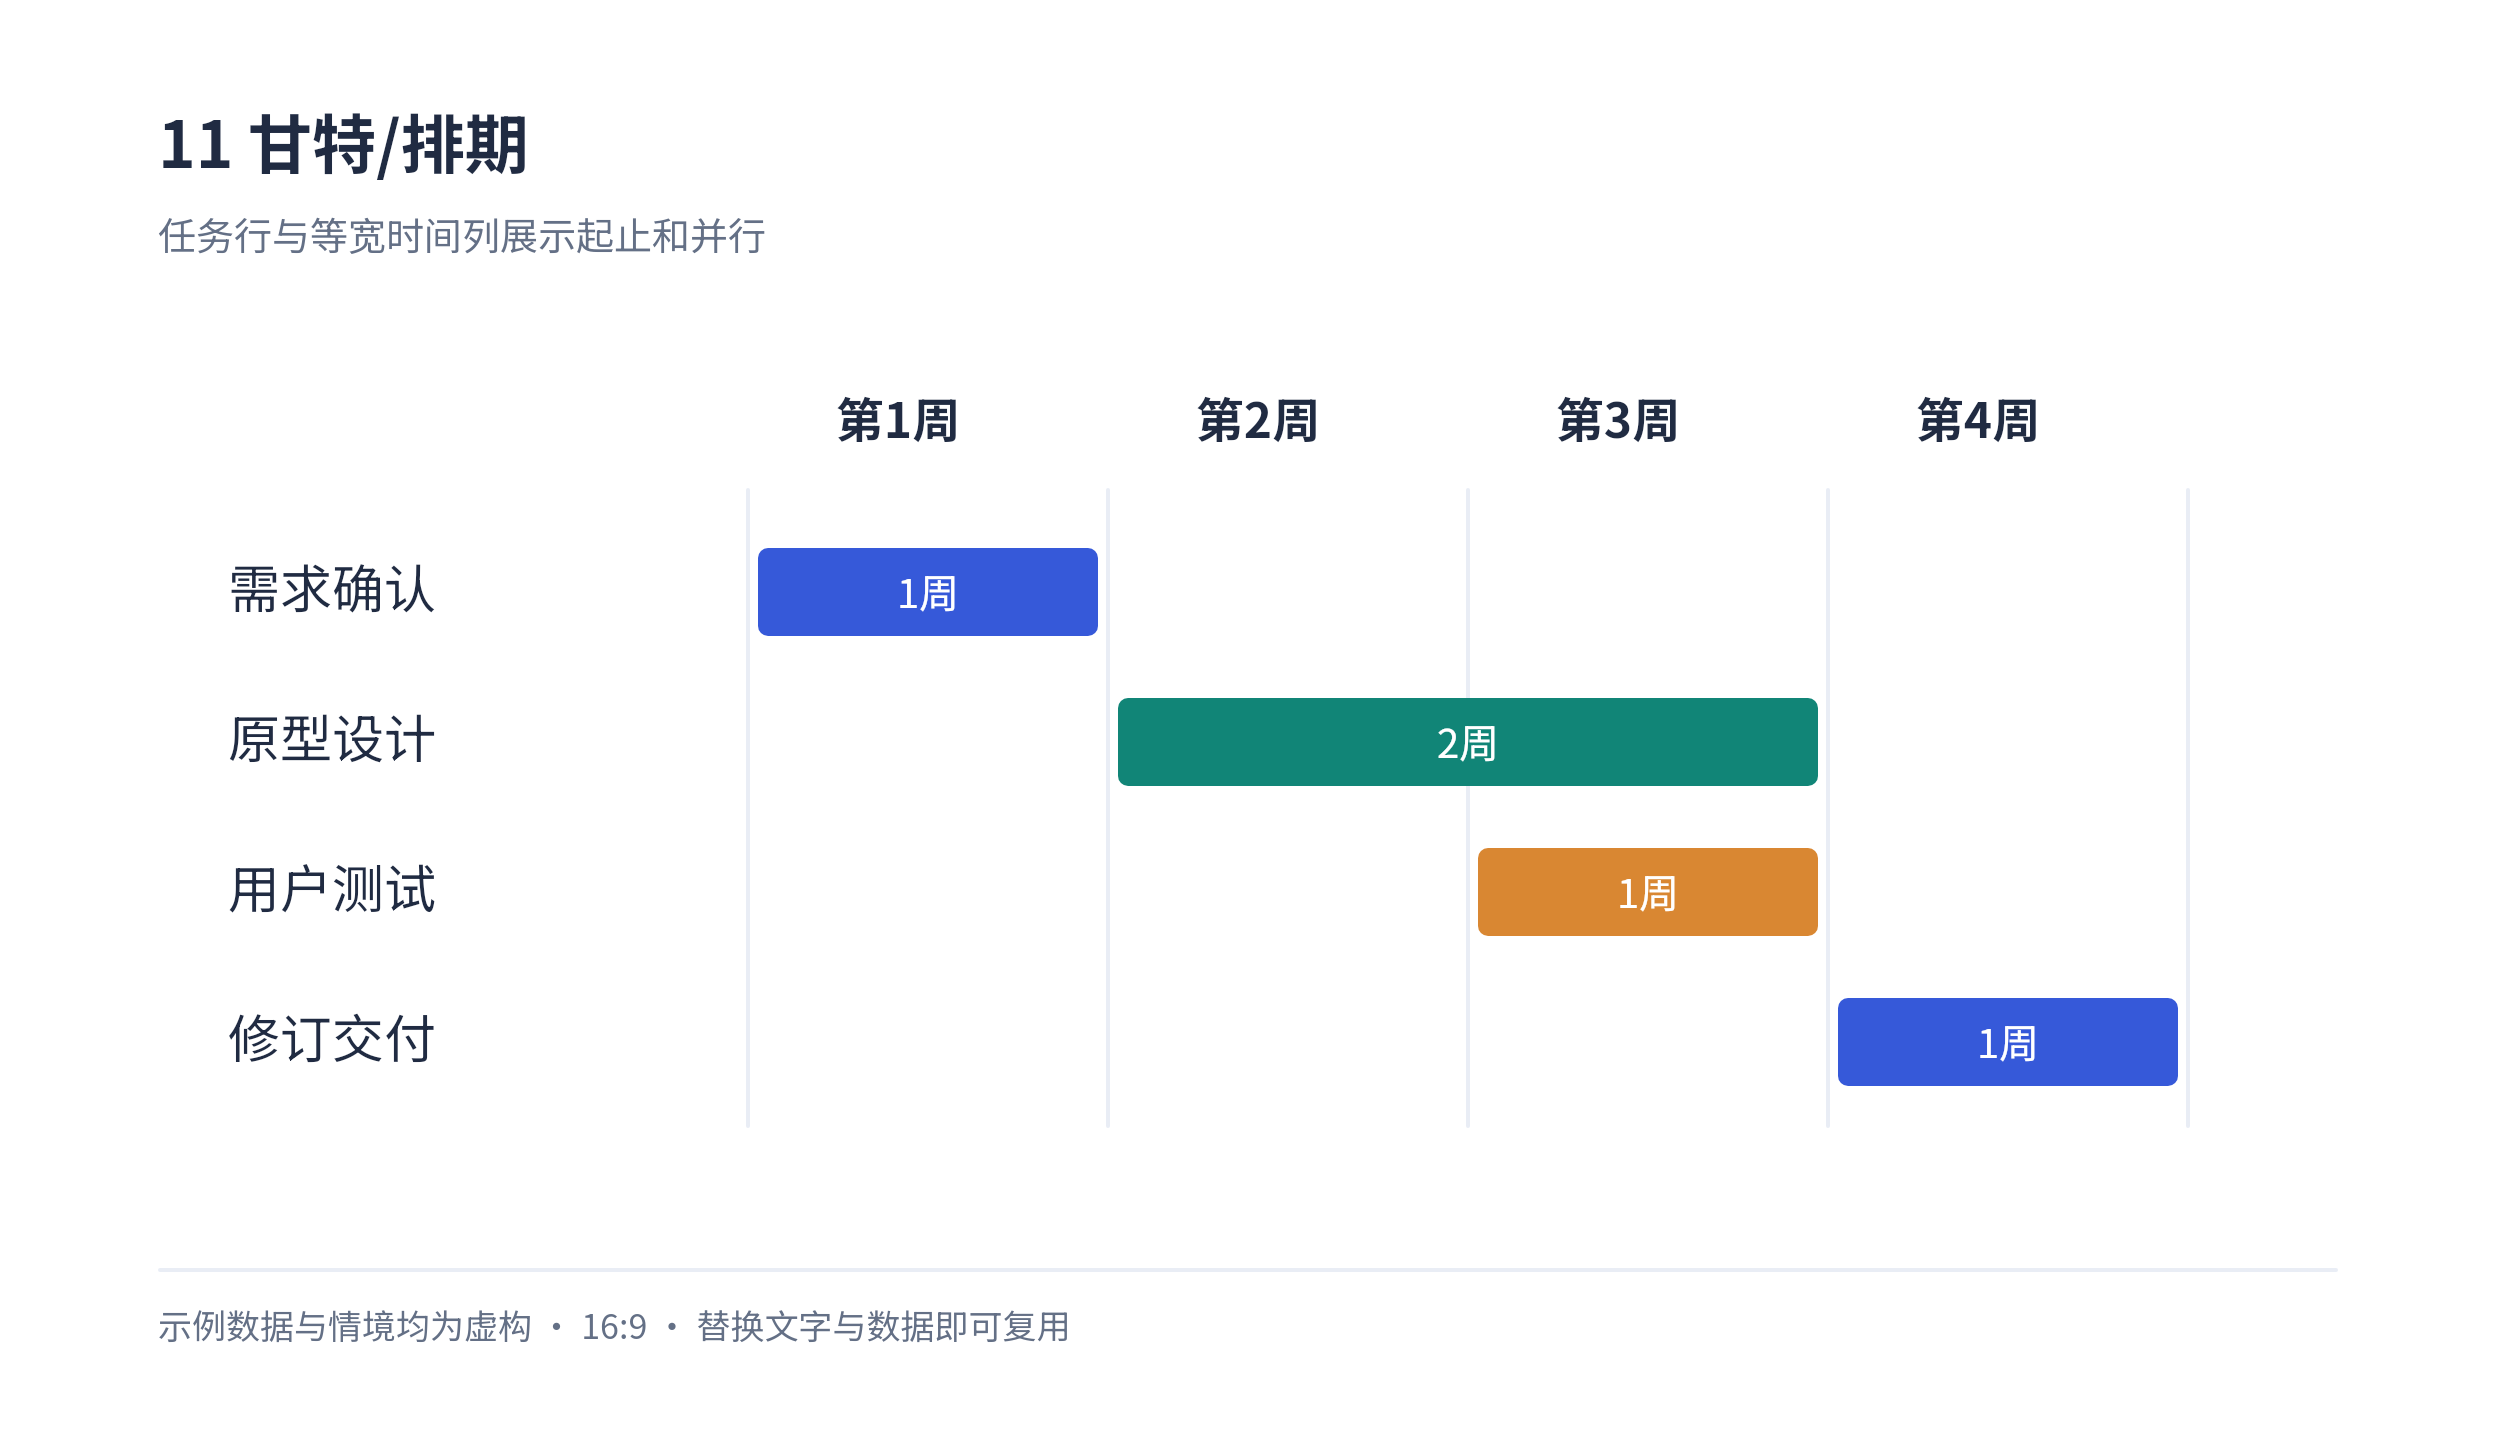 11 甘特/排期
任务行与等宽时间列展示起止和并行
第1周 第2周 第3周 第4周
需求确认 1周
原型设计 2周
用户测试 1周
修订交付 1周
示例数据与情境均为虚构 • 16:9 • 替换文字与数据即可复用